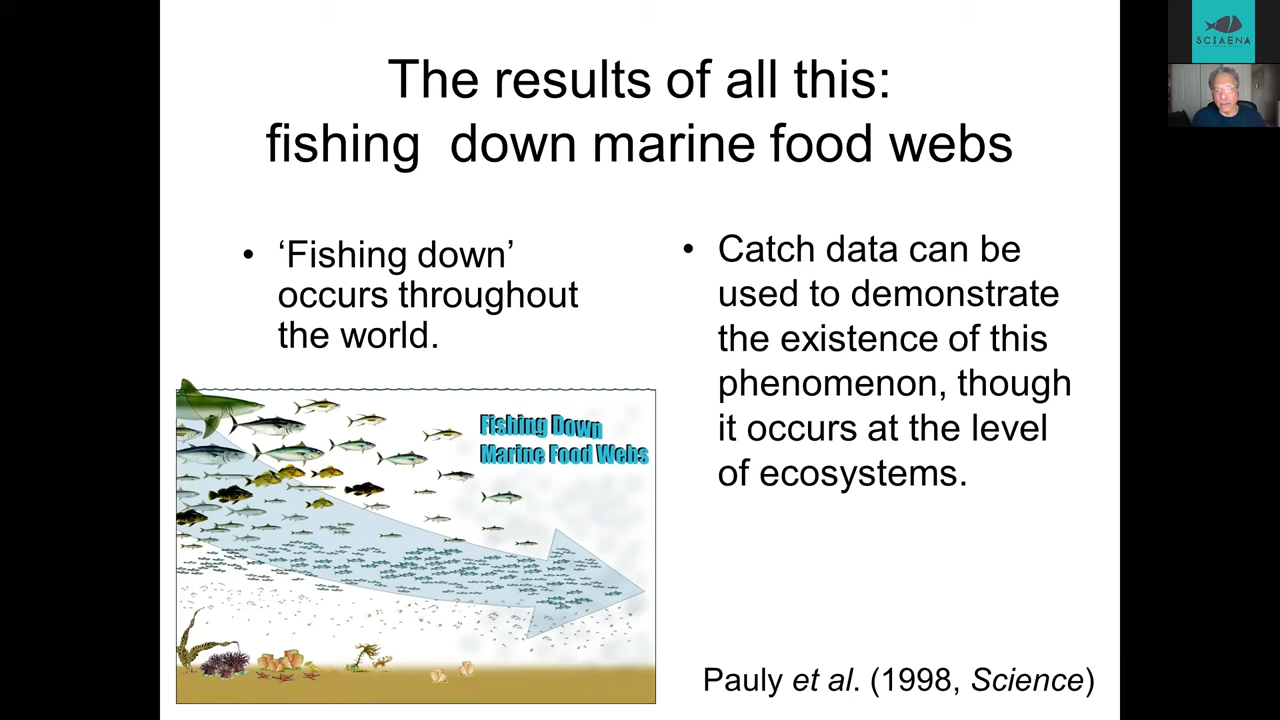 The results of all this:
fishing down marine food webs
• ‘Fishing down’
occurs throughout
the world.
• Catch data can be
used to demonstrate
the existence of this
phenomenon, though
it occurs at the level
of ecosystems.
Fishing Down
Marine Food Webs
Pauly et al. (1998, Science)
SCIAENA